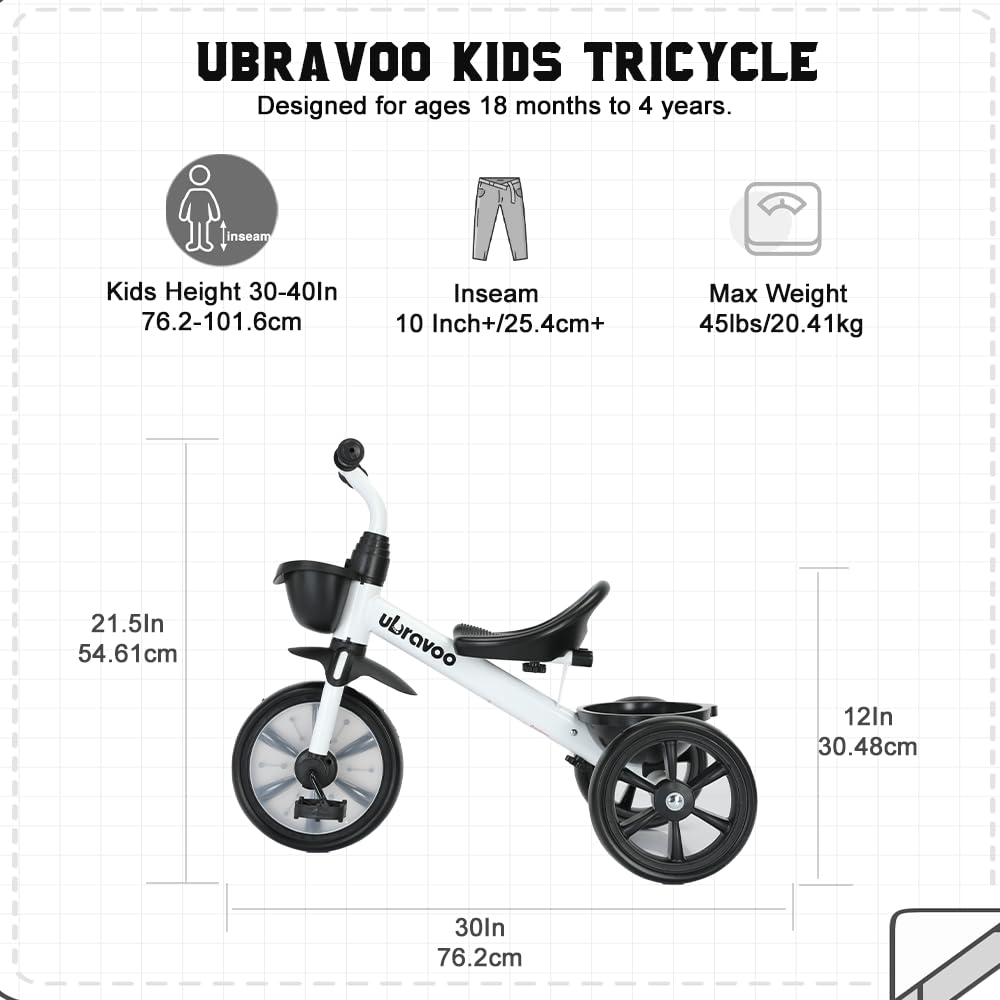 UBRAVOO KIDS TRICYCLE
Designed for ages 18 months to 4 years.
inseam
Kids Height 30-40In
76.2-101.6cm
Inseam
10 Inch+/25.4cm+
Max Weight
45lbs/20.41kg
21.5In
54.61cm
ubravoo
12In
30.48cm
30In
76.2cm